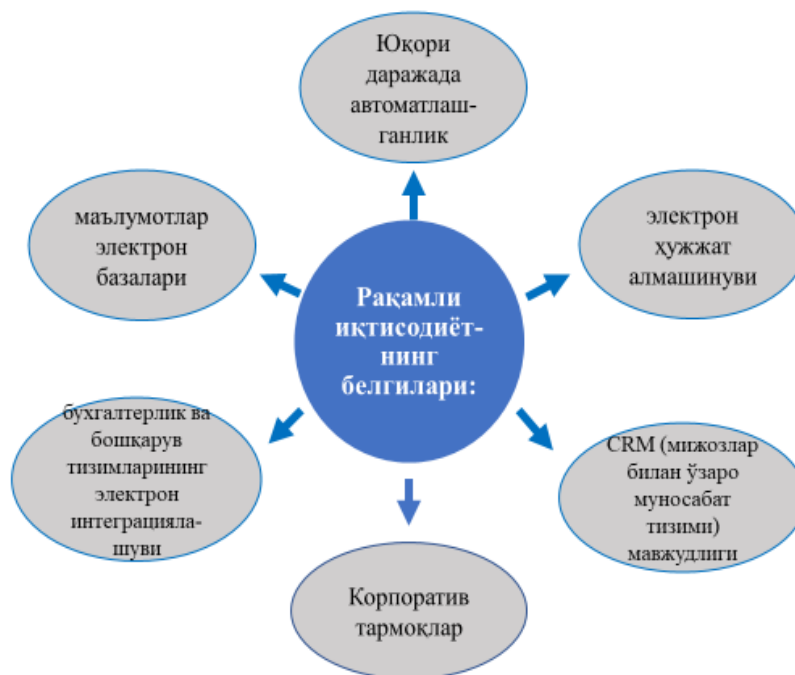 Юқори
даражада
автоматлаш-
ганлик
маълумотлар
электрон
базалари
электрон
ҳужжат
алмашинуви
Рақамли
иқтисодиёт-
нинг
белгилари:
бухгалтерлик ва
бошқарув
тизимларининг
электрон
интеграцияла-
шуви
CRM (мижозлар
билан ўзаро
муносабат
тизими)
мавжудлиги
Корпоратив
тармоқлар